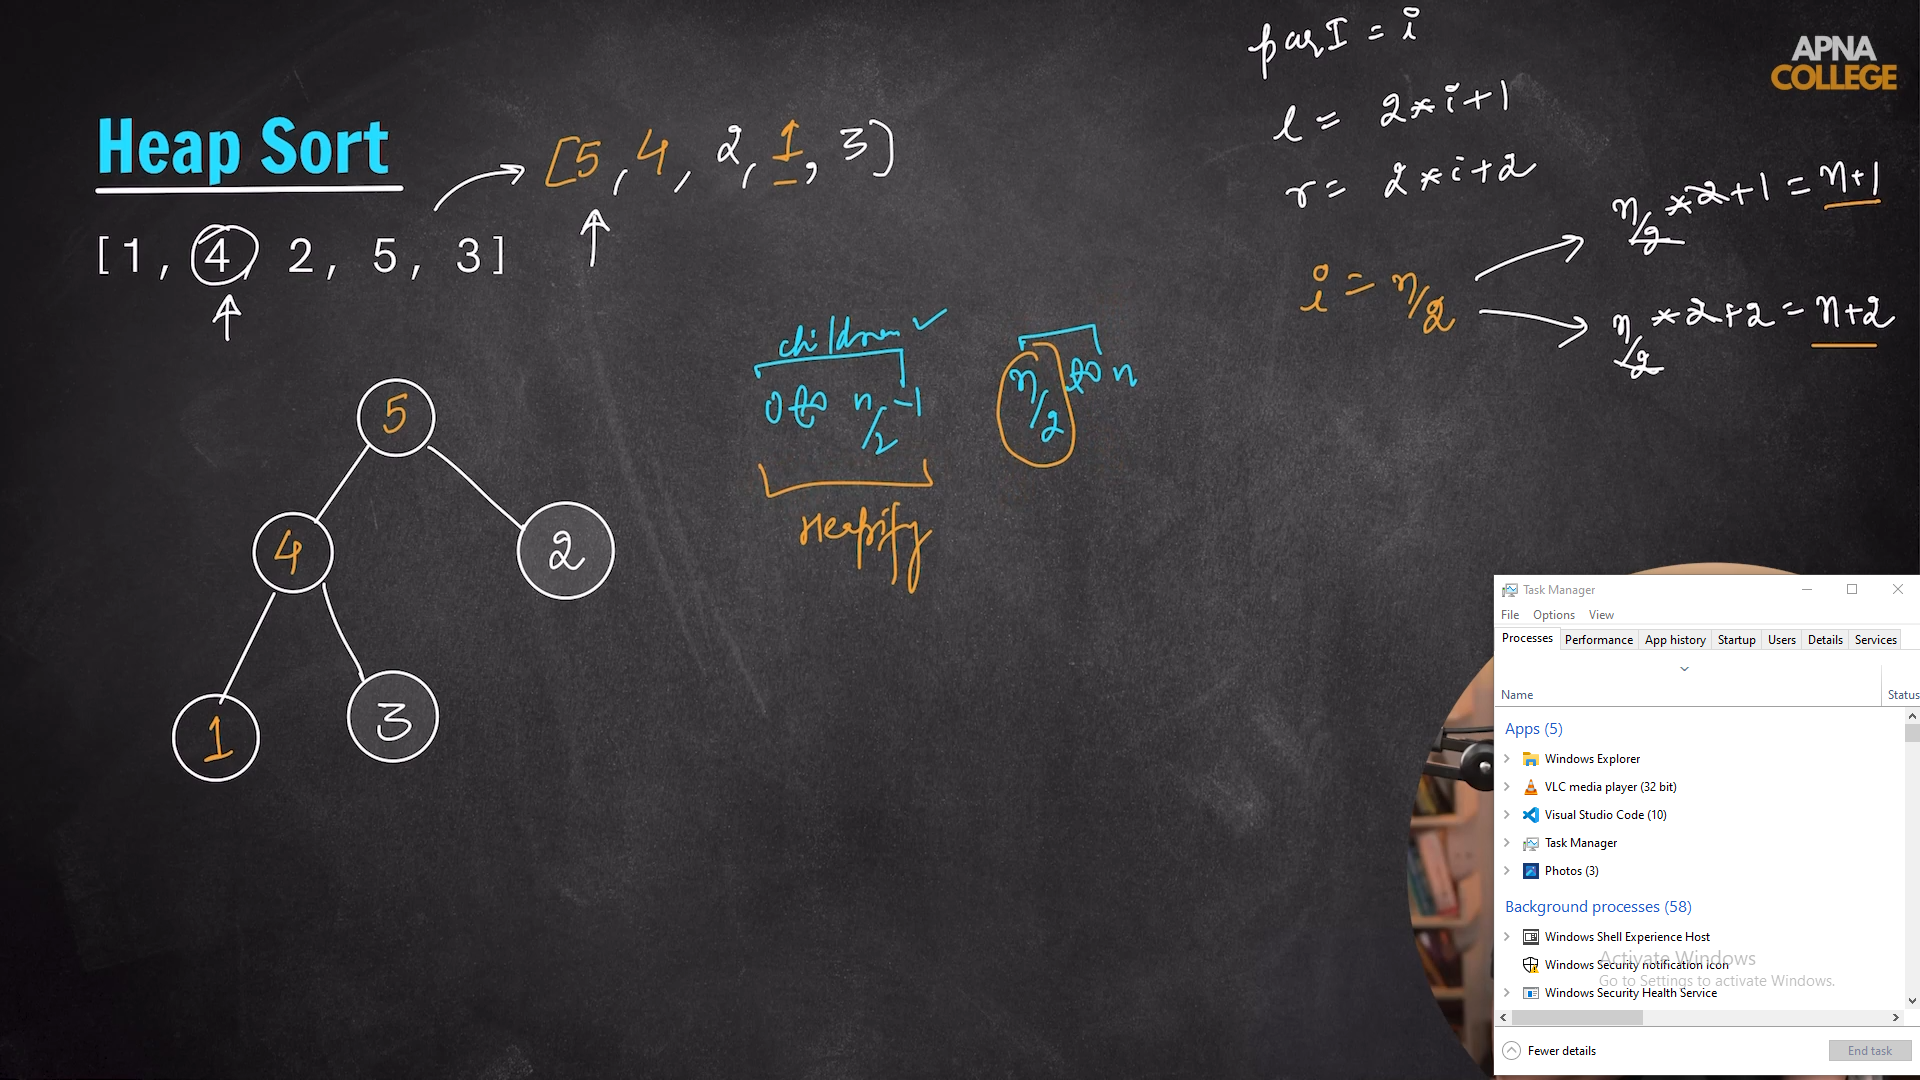 parI = i
APNA
COLLEGE
l = 2*i+1
Heap Sort
[5, 4, 2, 1, 3]
r = 2*i+2
n/2*2+1 = n+1
[ 1 , 4, 2 , 5 , 3 ]
i = n/2
n/2*2+2 = n+2
children ✓
0 to n/2-1
n/2 to n
5
Heapify
4
2
1
3
Task Manager
File Options View
Processes Performance App history Startup Users Details Services
Name Status
Apps (5)
Windows Explorer
VLC media player (32 bit)
Visual Studio Code (10)
Task Manager
Photos (3)
Background processes (58)
Windows Shell Experience Host
Activate Windows
Windows Security notification icon
Go to Settings to activate Windows.
Windows Security Health Service
Fewer details
End task